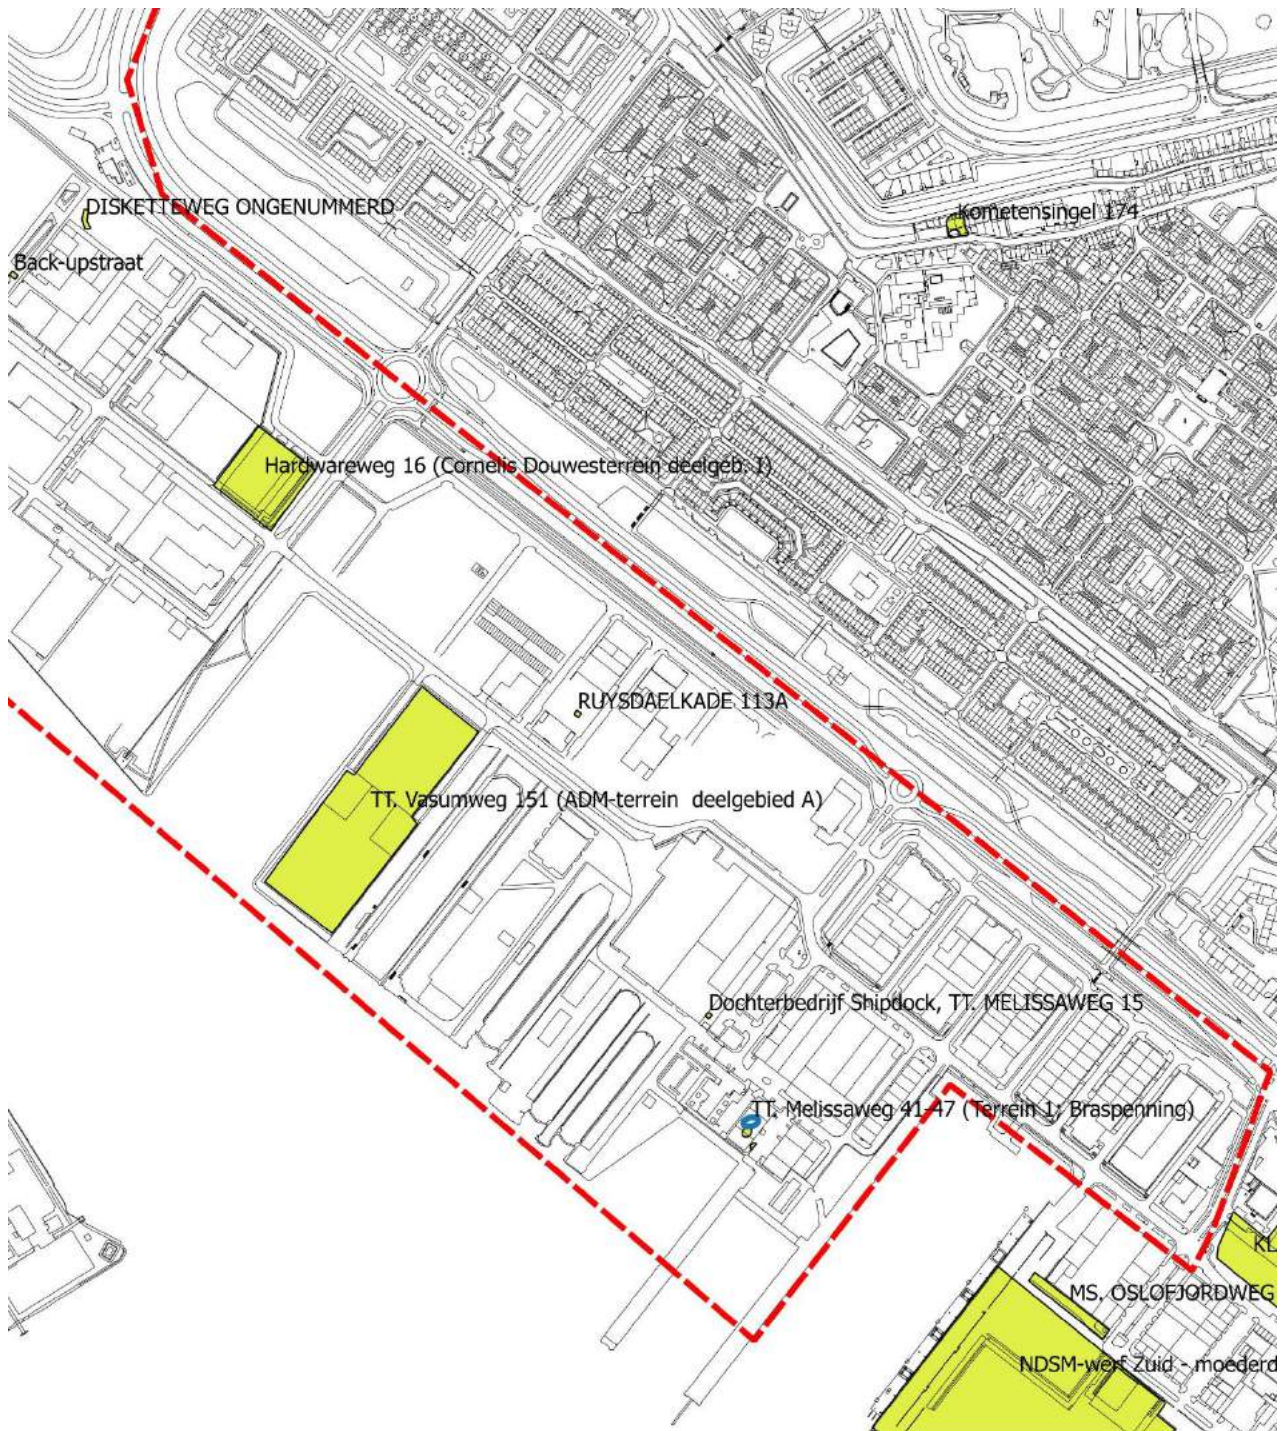 DISKETTEWEG ONGENUMMERD
Kometensingel 174
Back-upstraat
Hardwareweg 16 (Cornelis Douwesterrein deelgeb. I)
RUYSDAELKADE 113A
TT. Vasumweg 151 (ADM-terrein deelgebied A)
Dochterbedrijf Shipdock, TT. MELISSAWEG 15
TT. Melissaweg 41-47 (Terrein 1: Braspenning)
KL
MS. OSLOFJORDWEG
NDSM-werf Zuid - moederd